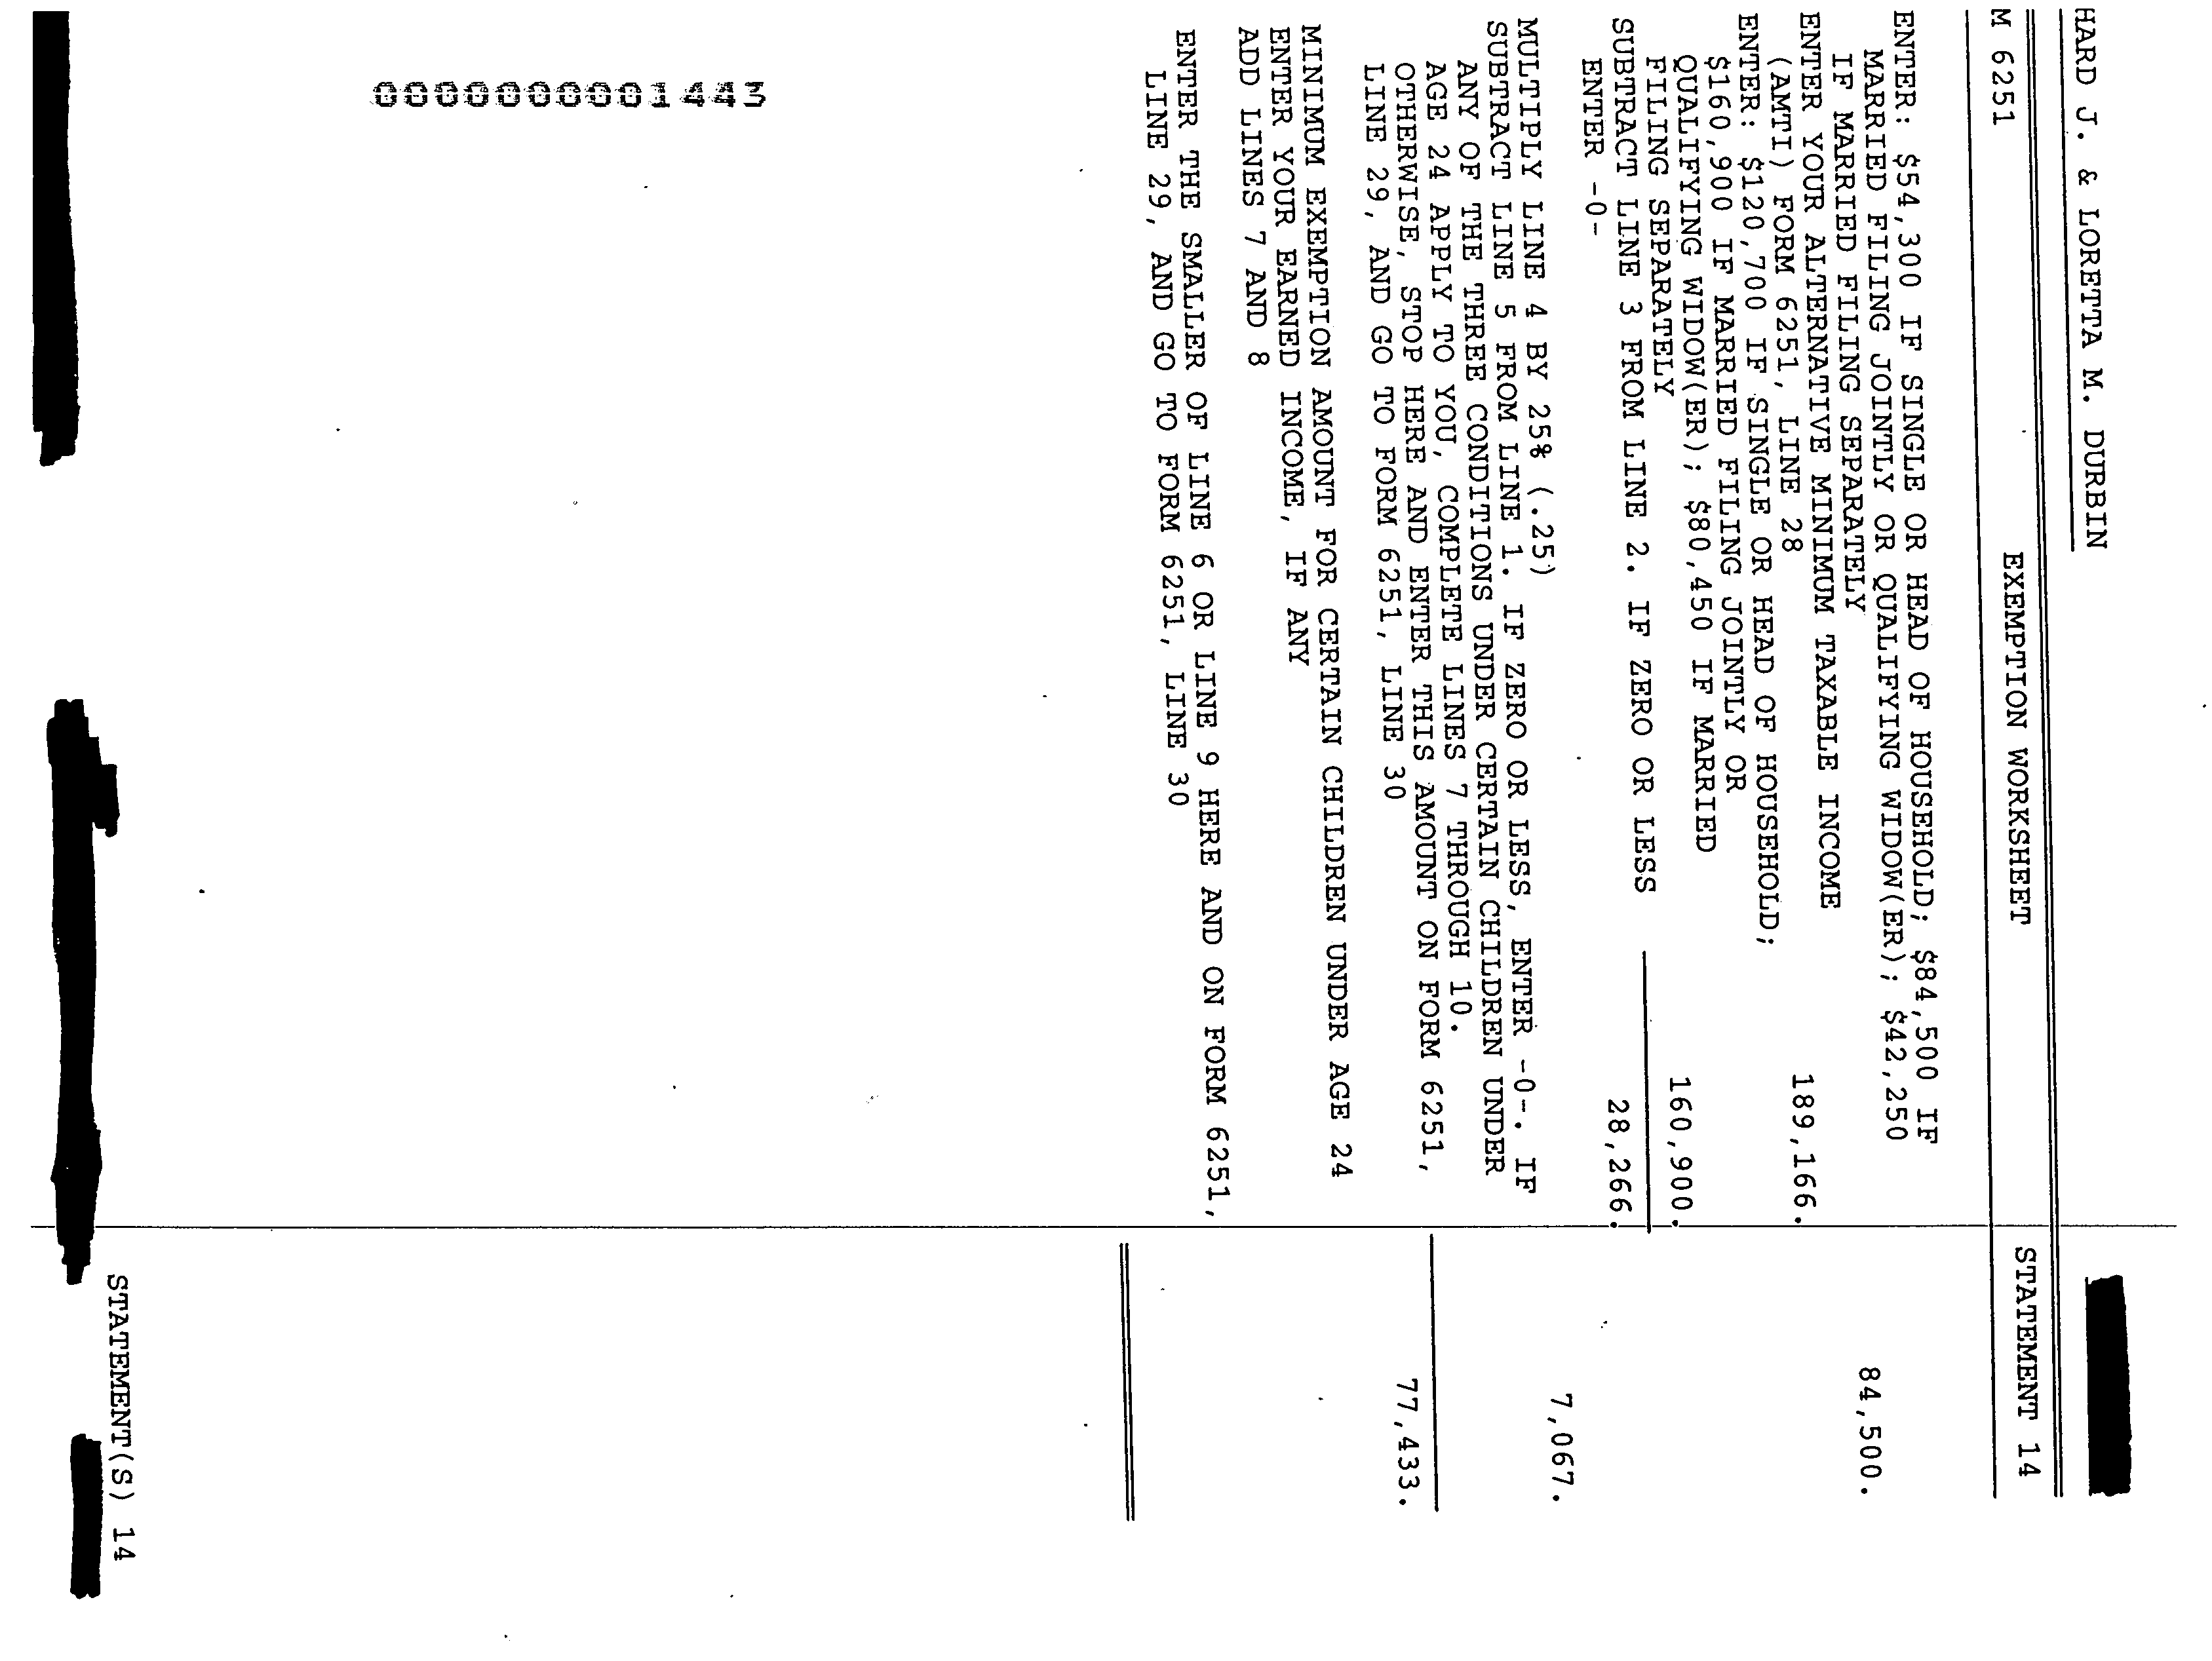 HARD J. & LORETTA M. DURBIN
M 6251 EXEMPTION WORKSHEET STATEMENT 14
ENTER: $54,300 IF SINGLE OR HEAD OF HOUSEHOLD; $84,500 IF
MARRIED FILING JOINTLY OR QUALIFYING WIDOW(ER); $42,250
IF MARRIED FILING SEPARATELY 84,500.
ENTER YOUR ALTERNATIVE MINIMUM TAXABLE INCOME
(AMTI) FORM 6251, LINE 28 189,166.
ENTER: $120,700 IF SINGLE OR HEAD OF HOUSEHOLD;
$160,900 IF MARRIED FILING JOINTLY OR
QUALIFYING WIDOW(ER); $80,450 IF MARRIED
FILING SEPARATELY 160,900.
SUBTRACT LINE 3 FROM LINE 2. IF ZERO OR LESS
ENTER -0- 28,266.
MULTIPLY LINE 4 BY 25% (.25) 7,067.
SUBTRACT LINE 5 FROM LINE 1. IF ZERO OR LESS, ENTER -0-. IF
ANY OF THE THREE CONDITIONS UNDER CERTAIN CHILDREN UNDER
AGE 24 APPLY TO YOU, COMPLETE LINES 7 THROUGH 10.
OTHERWISE, STOP HERE AND ENTER THIS AMOUNT ON FORM 6251,
LINE 29, AND GO TO FORM 6251, LINE 30 77,433.
MINIMUM EXEMPTION AMOUNT FOR CERTAIN CHILDREN UNDER AGE 24
ENTER YOUR EARNED INCOME, IF ANY
ADD LINES 7 AND 8
ENTER THE SMALLER OF LINE 6 OR LINE 9 HERE AND ON FORM 6251,
LINE 29, AND GO TO FORM 6251, LINE 30
0000000001443
STATEMENT(S) 14